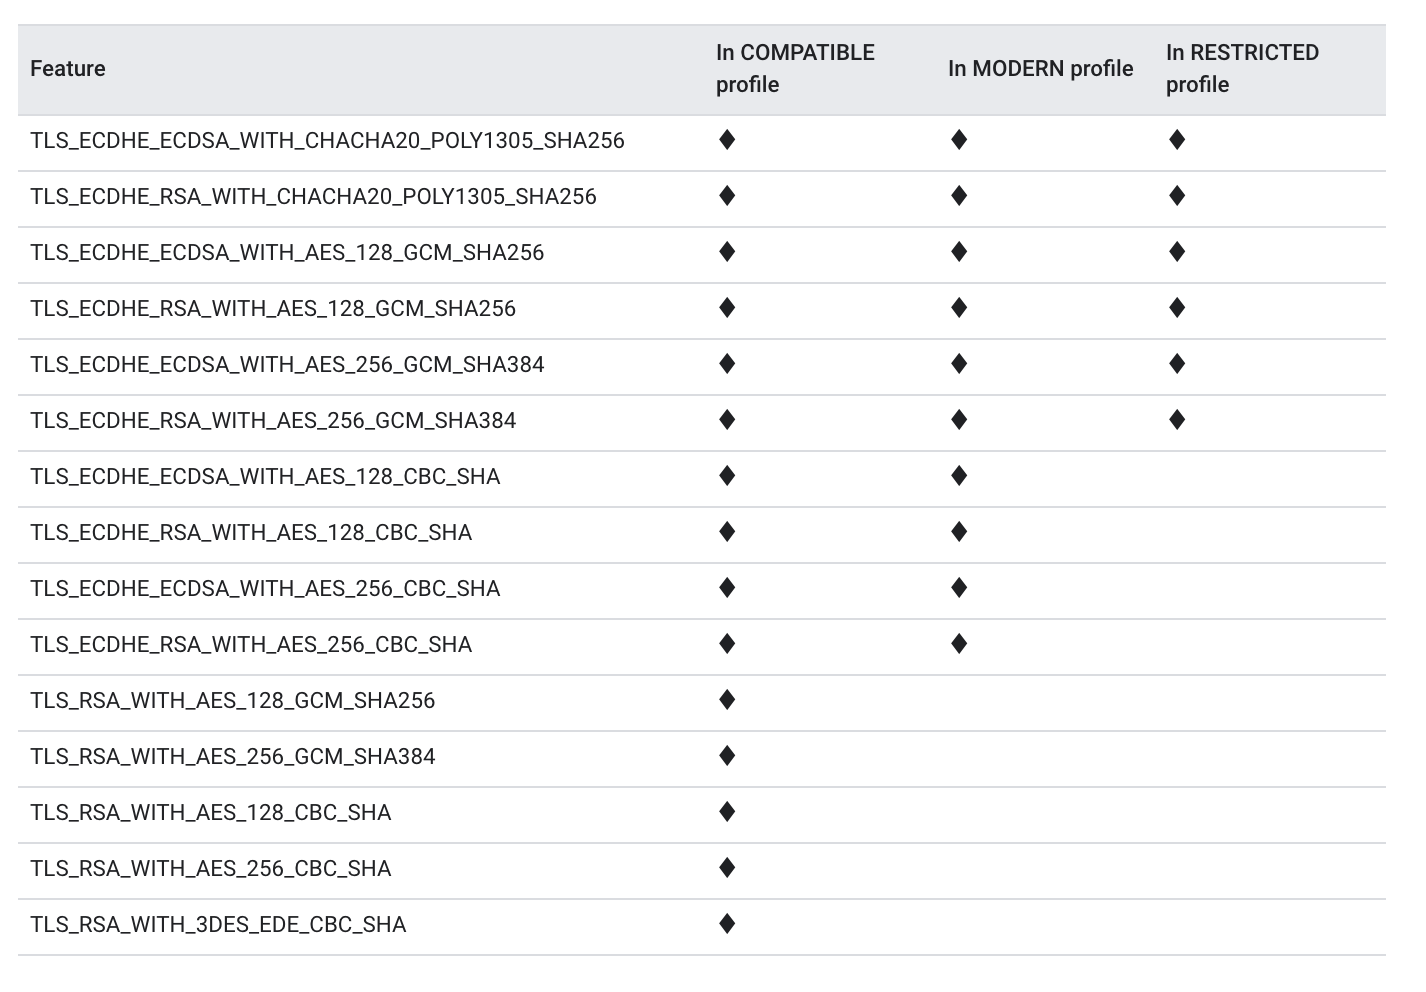 Feature
In COMPATIBLE
profile
In MODERN profile
In RESTRICTED
profile
TLS_ECDHE_ECDSA_WITH_CHACHA20_POLY1305_SHA256 ♦ ♦ ♦
TLS_ECDHE_RSA_WITH_CHACHA20_POLY1305_SHA256 ♦ ♦ ♦
TLS_ECDHE_ECDSA_WITH_AES_128_GCM_SHA256 ♦ ♦ ♦
TLS_ECDHE_RSA_WITH_AES_128_GCM_SHA256 ♦ ♦ ♦
TLS_ECDHE_ECDSA_WITH_AES_256_GCM_SHA384 ♦ ♦ ♦
TLS_ECDHE_RSA_WITH_AES_256_GCM_SHA384 ♦ ♦ ♦
TLS_ECDHE_ECDSA_WITH_AES_128_CBC_SHA ♦ ♦
TLS_ECDHE_RSA_WITH_AES_128_CBC_SHA ♦ ♦
TLS_ECDHE_ECDSA_WITH_AES_256_CBC_SHA ♦ ♦
TLS_ECDHE_RSA_WITH_AES_256_CBC_SHA ♦ ♦
TLS_RSA_WITH_AES_128_GCM_SHA256 ♦
TLS_RSA_WITH_AES_256_GCM_SHA384 ♦
TLS_RSA_WITH_AES_128_CBC_SHA ♦
TLS_RSA_WITH_AES_256_CBC_SHA ♦
TLS_RSA_WITH_3DES_EDE_CBC_SHA ♦